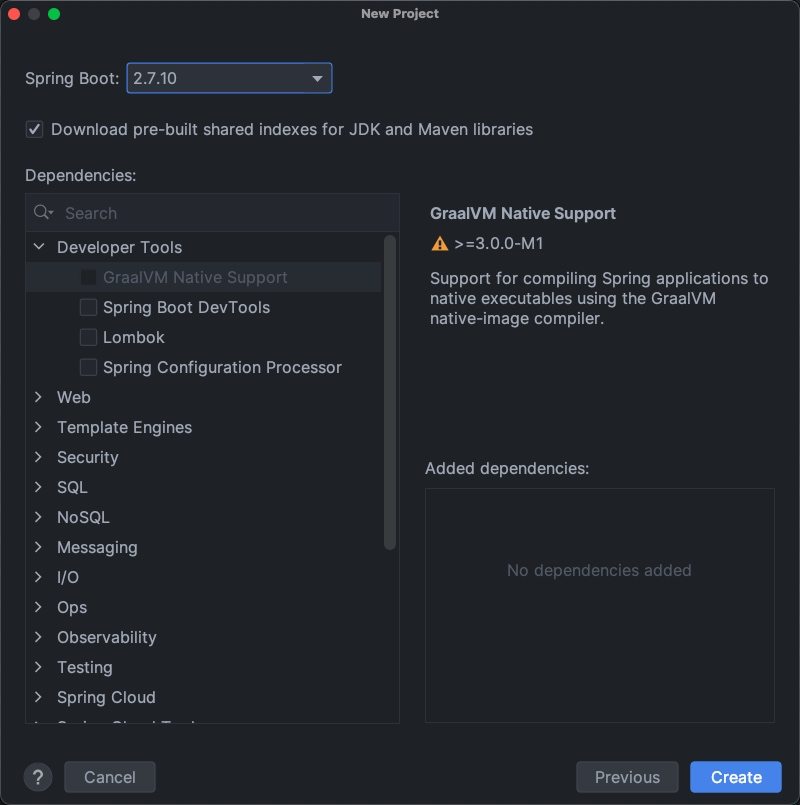 New Project
Spring Boot:
2.7.10
Download pre-built shared indexes for JDK and Maven libraries
Dependencies:
Search
Developer Tools
GraalVM Native Support
Spring Boot DevTools
Lombok
Spring Configuration Processor
Web
Template Engines
Security
SQL
NoSQL
Messaging
I/O
Ops
Observability
Testing
Spring Cloud
GraalVM Native Support
>=3.0.0-M1
Support for compiling Spring applications to
native executables using the GraalVM
native-image compiler.
Added dependencies:
No dependencies added
?
Cancel
Previous
Create